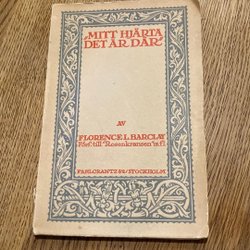 MITT HJÄRTA
DET ÄR DÄR
AV
FLORENCE L. BARCLAY
Förf. till "Rosenkransen" m. fl.
FAHLCRANTZ & C:o / STOCKHOLM